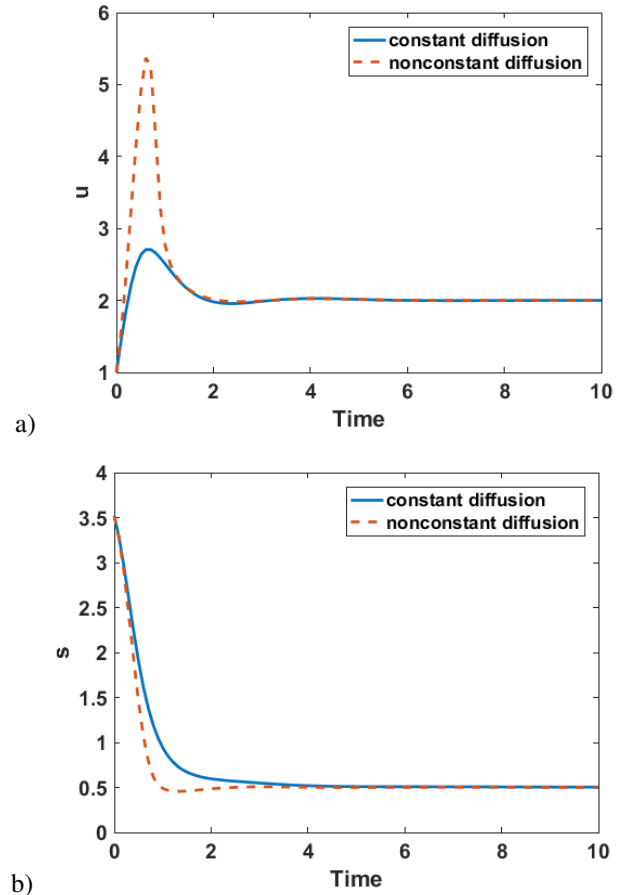 6
5
4
3
2
1
u
constant diffusion
nonconstant diffusion
0 2 4 6 8 10
Time
a)
4
3.5
3
2.5
2
1.5
1
0.5
0
s
constant diffusion
nonconstant diffusion
0 2 4 6 8 10
Time
b)